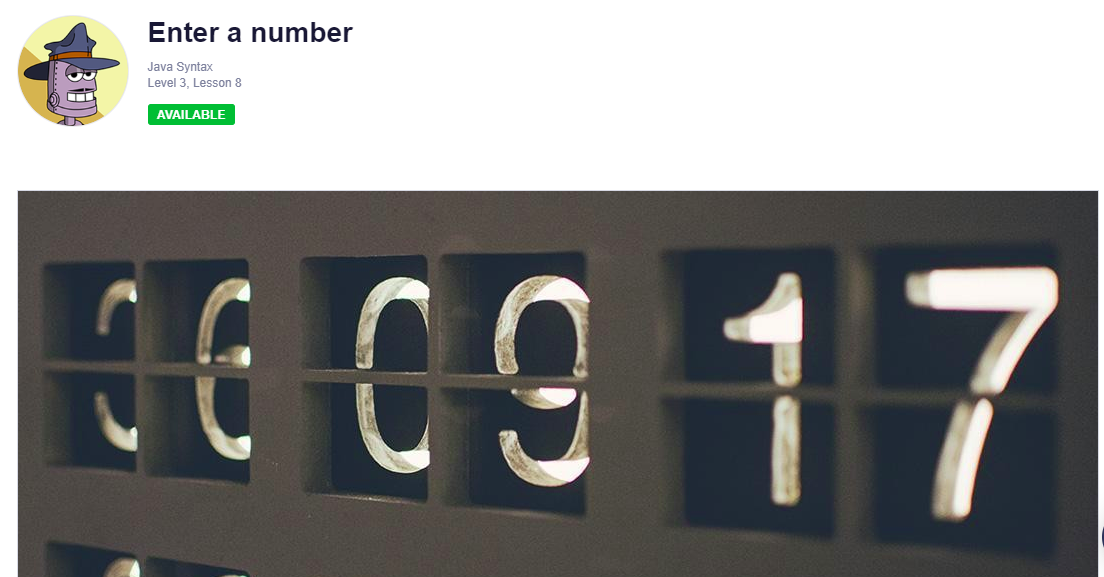 Enter a number
Java Syntax
Level 3, Lesson 8
AVAILABLE
09 17